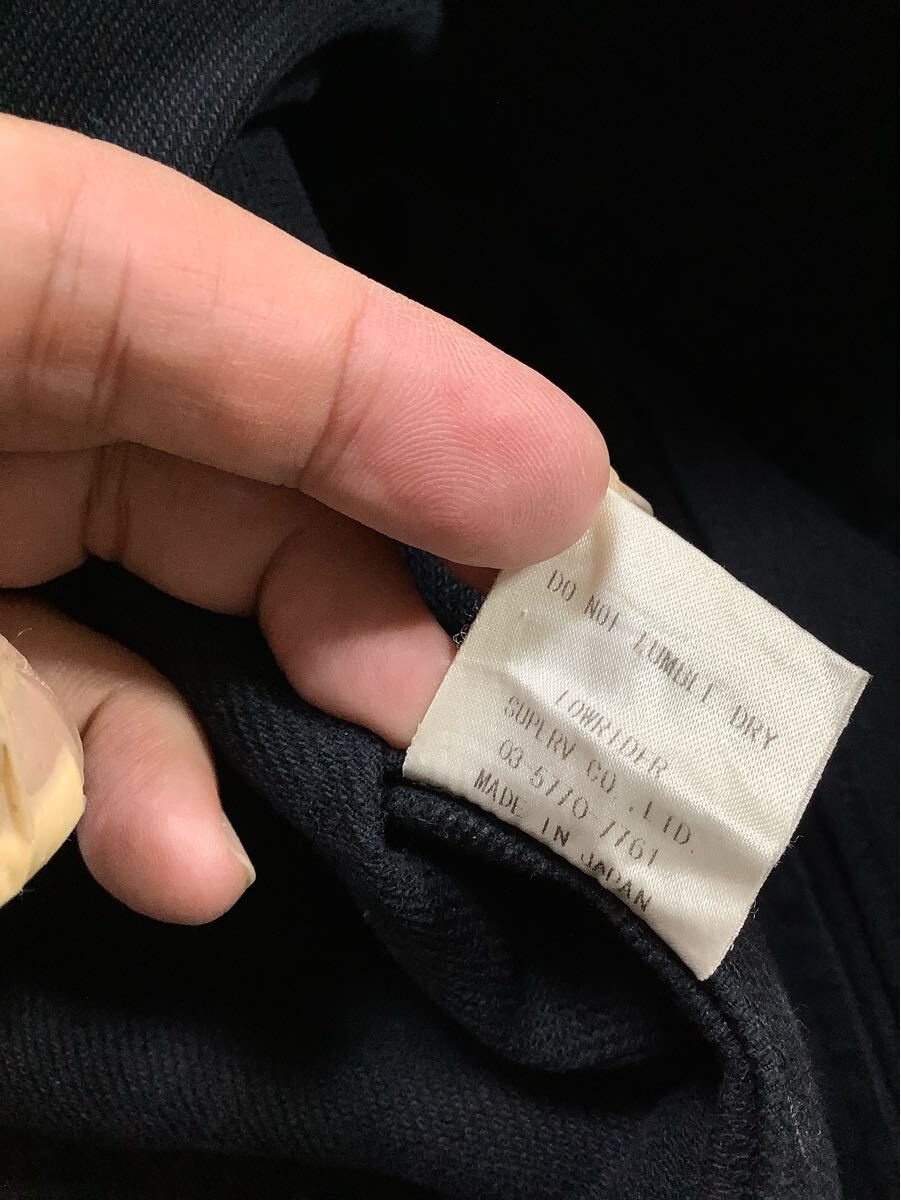 DO NOT TUMBLE DRY
LOWRIDER
SUPERV CO.,LTD.
03-5770-7761
MADE IN JAPAN